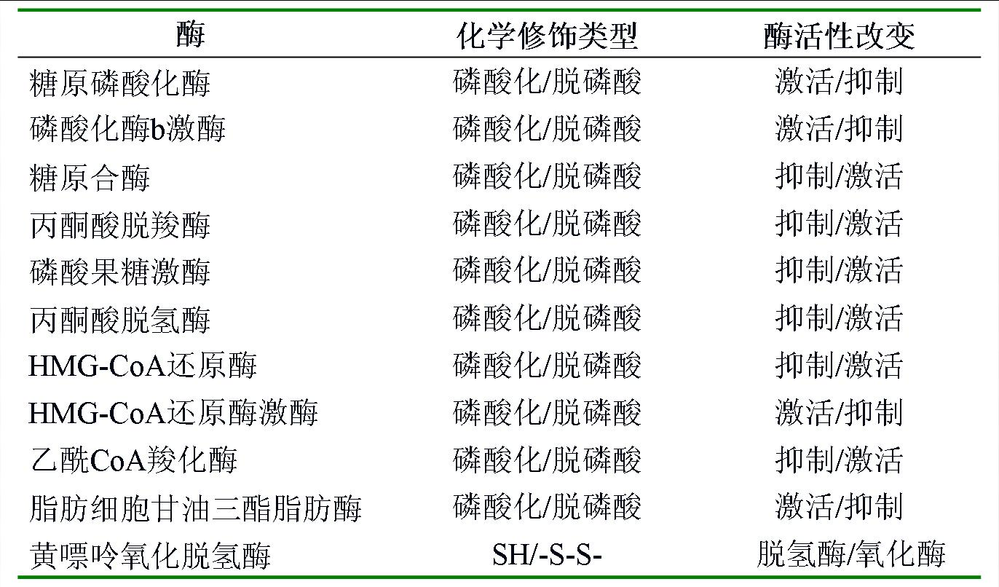 酶 化学修饰类型 酶活性改变
糖原磷酸化酶 磷酸化/脱磷酸 激活/抑制
磷酸化酶b激酶 磷酸化/脱磷酸 激活/抑制
糖原合酶 磷酸化/脱磷酸 抑制/激活
丙酮酸脱羧酶 磷酸化/脱磷酸 抑制/激活
磷酸果糖激酶 磷酸化/脱磷酸 抑制/激活
丙酮酸脱氢酶 磷酸化/脱磷酸 抑制/激活
HMG-CoA还原酶 磷酸化/脱磷酸 抑制/激活
HMG-CoA还原酶激酶 磷酸化/脱磷酸 激活/抑制
乙酰CoA羧化酶 磷酸化/脱磷酸 抑制/激活
脂肪细胞甘油三酯脂肪酶 磷酸化/脱磷酸 激活/抑制
黄嘌呤氧化脱氢酶 SH/-S-S- 脱氢酶/氧化酶